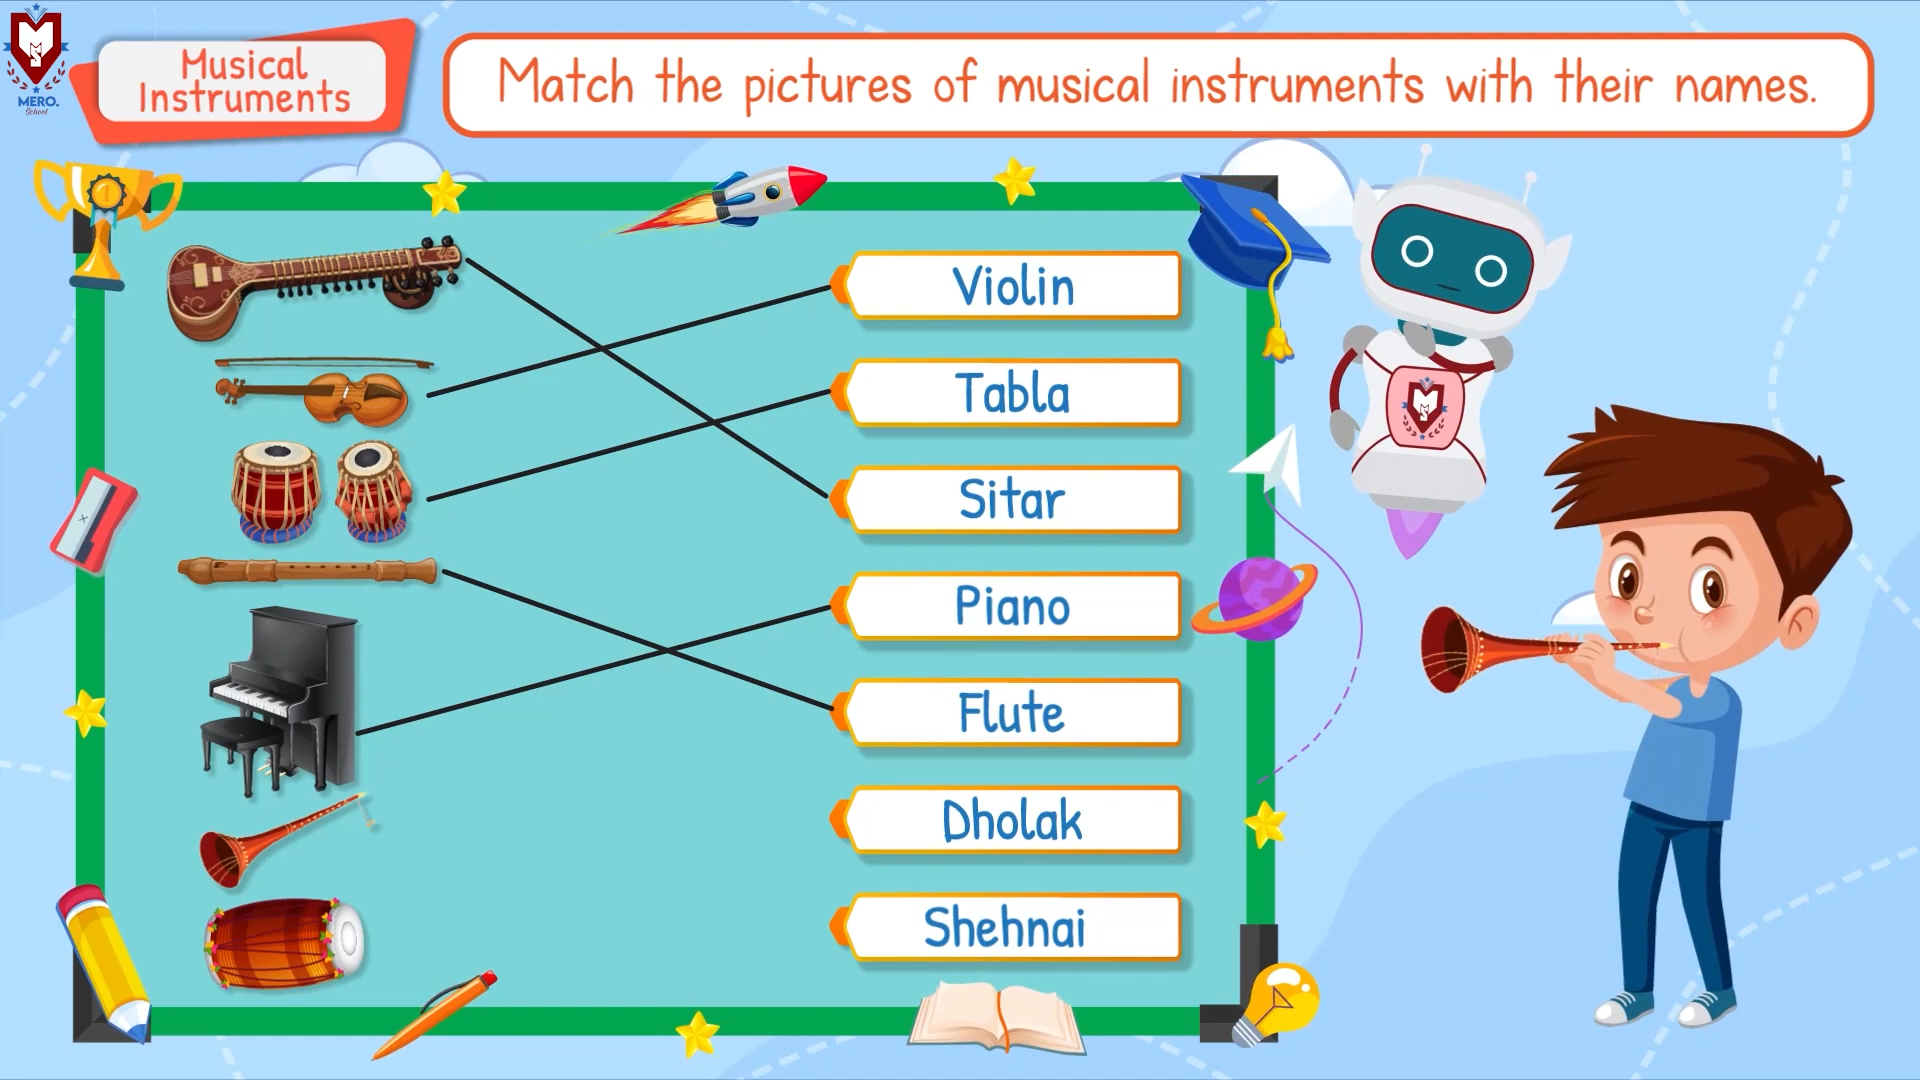 MERO.
School
Musical
Instruments
Match the pictures of musical instruments with their names.
Violin
Tabla
Sitar
Piano
Flute
Dholak
Shehnai